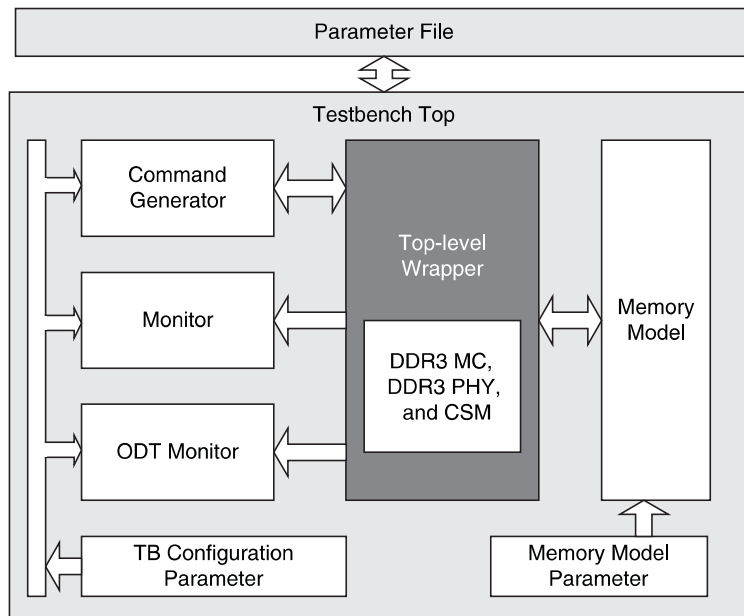 Parameter File
Testbench Top
Command
Generator
Top-level
Wrapper
Monitor
Memory
Model
DDR3 MC,
DDR3 PHY,
and CSM
ODT Monitor
TB Configuration
Parameter
Memory Model
Parameter